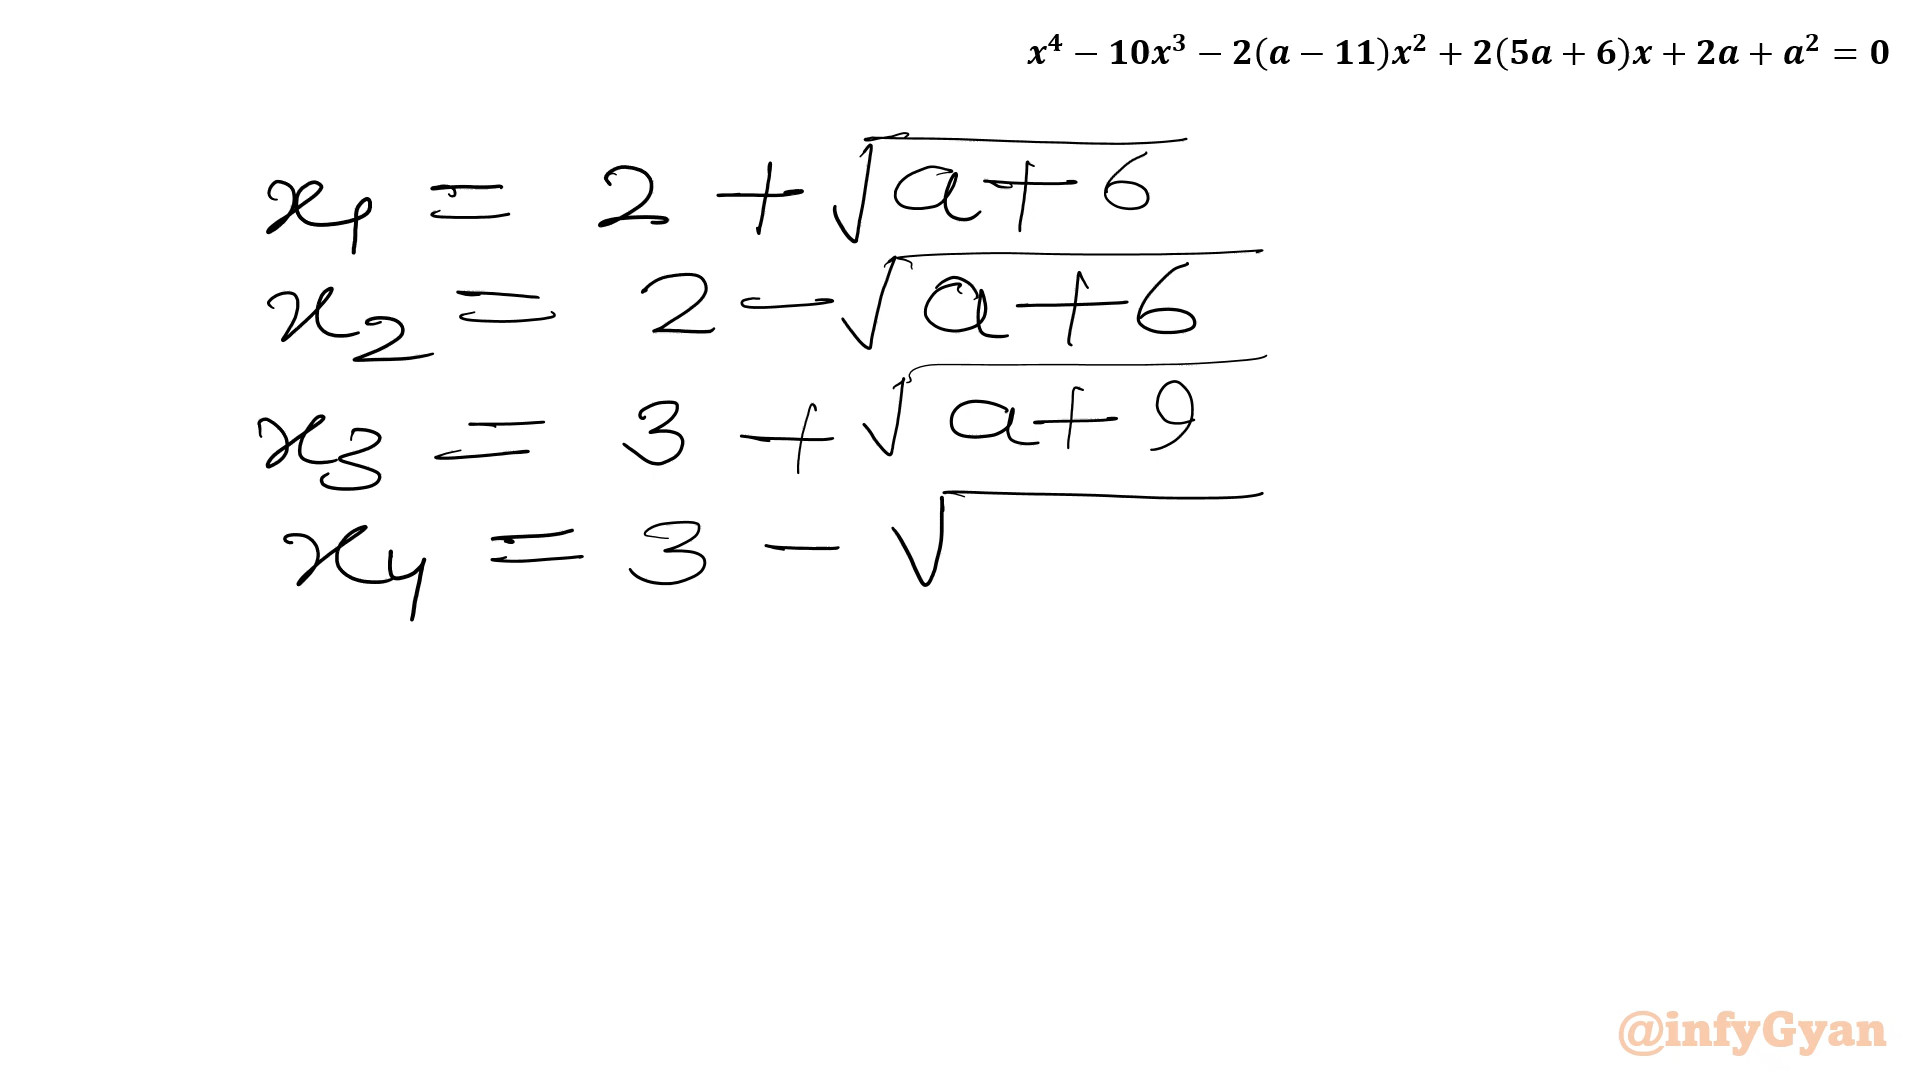 x⁴ − 10x³ − 2(a − 11)x² + 2(5a + 6)x + 2a + a² = 0
x₁ = 2 + √(a+6)
x₂ = 2 − √(a+6)
x₃ = 3 + √(a+9)
x₄ = 3 − √
@infyGyan